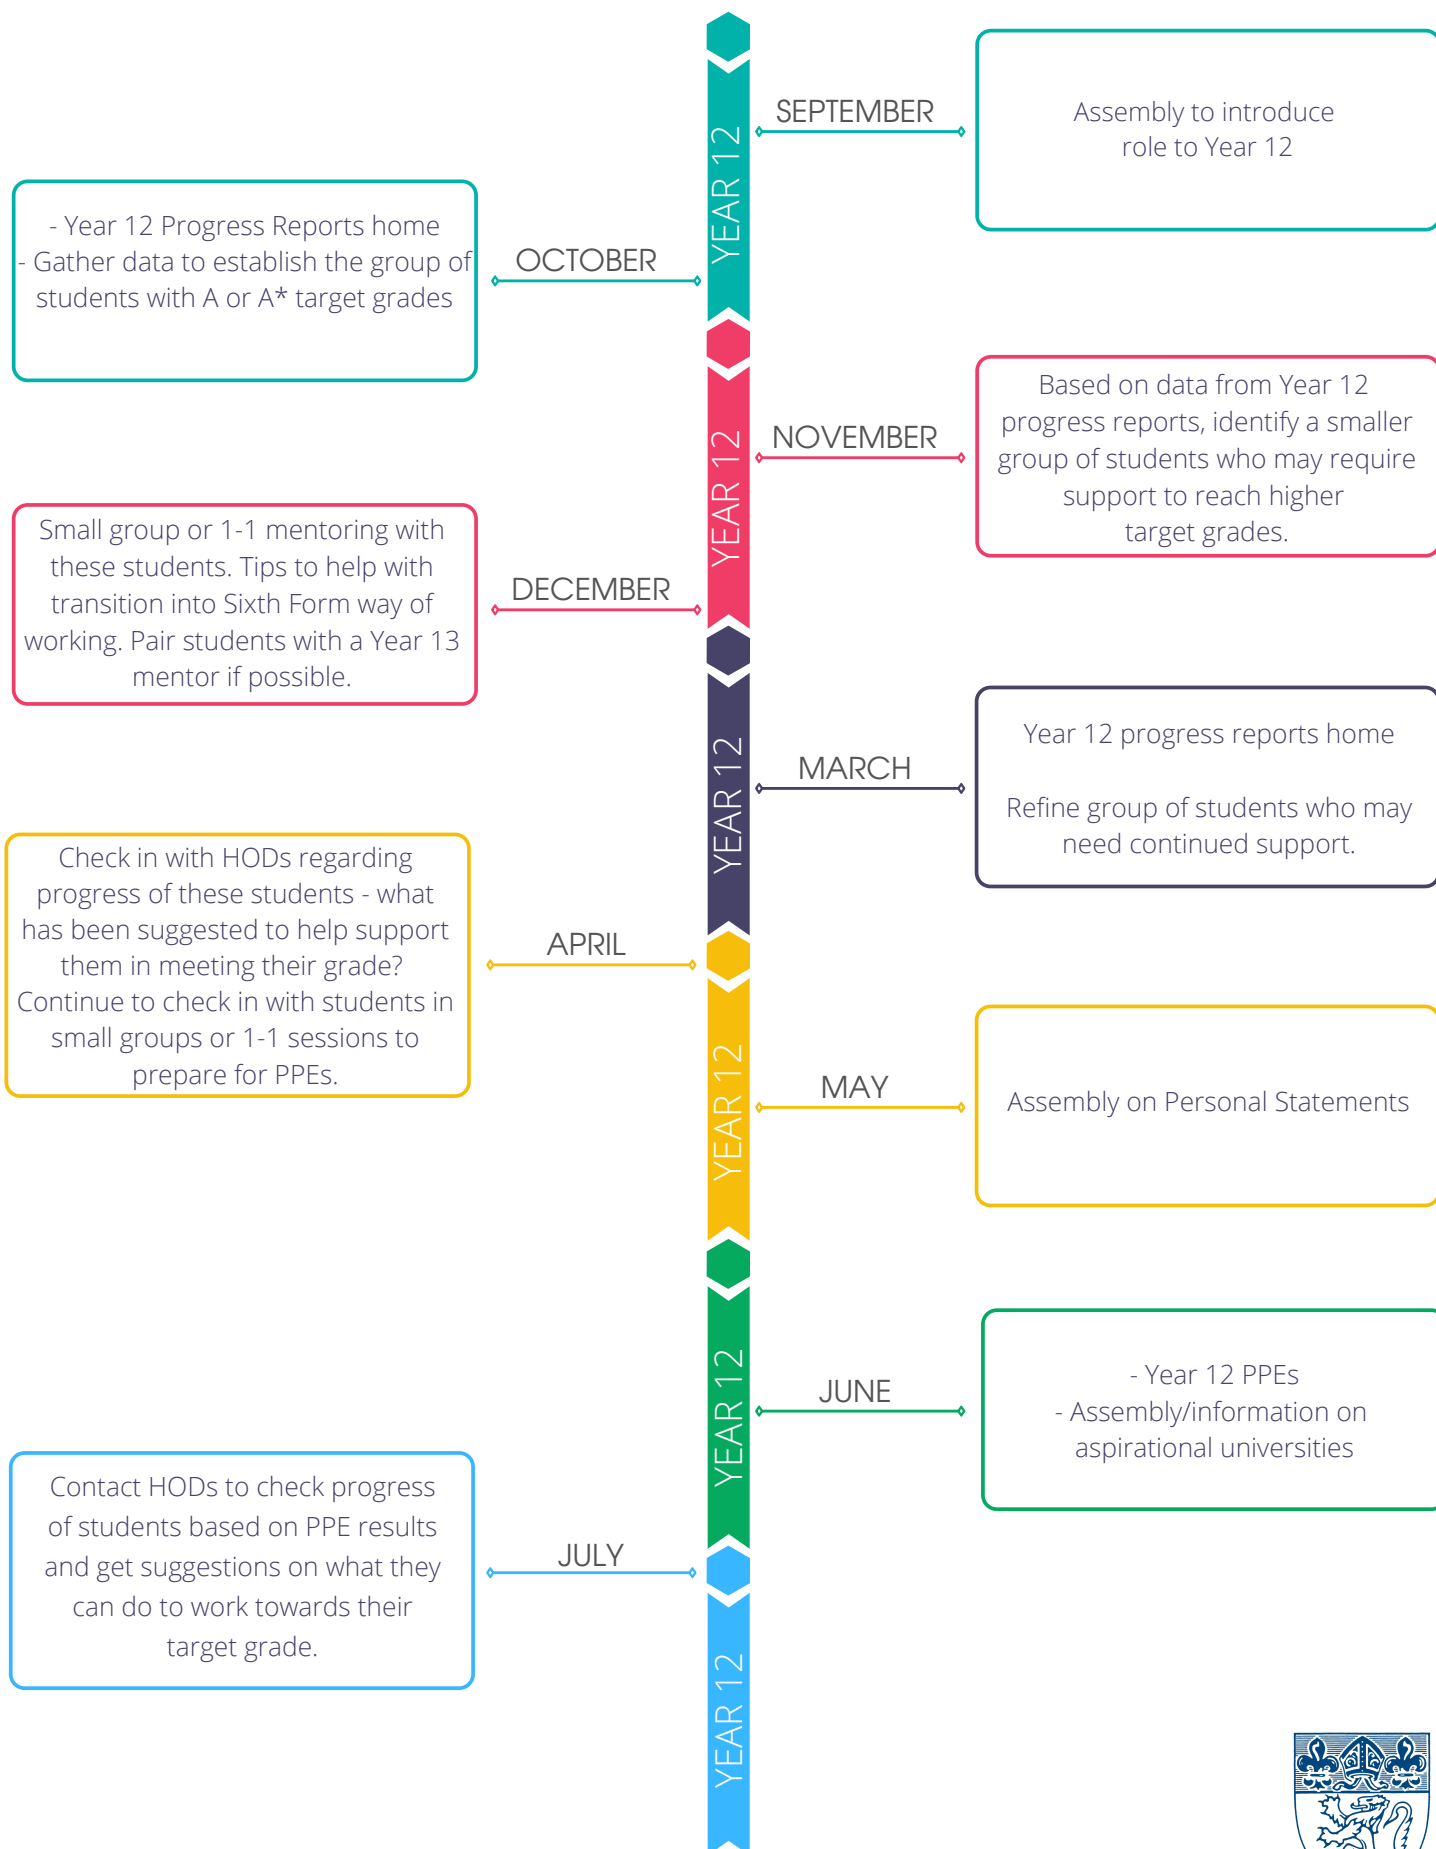 SEPTEMBER
Assembly to introduce
role to Year 12
YEAR 12
- Year 12 Progress Reports home
- Gather data to establish the group of
students with A or A* target grades
OCTOBER
NOVEMBER
Based on data from Year 12
progress reports, identify a smaller
group of students who may require
support to reach higher
target grades.
YEAR 12
Small group or 1-1 mentoring with
these students. Tips to help with
transition into Sixth Form way of
working. Pair students with a Year 13
mentor if possible.
DECEMBER
MARCH
Year 12 progress reports home
Refine group of students who may
need continued support.
YEAR 12
Check in with HODs regarding
progress of these students - what
has been suggested to help support
them in meeting their grade?
Continue to check in with students in
small groups or 1-1 sessions to
prepare for PPEs.
APRIL
MAY
Assembly on Personal Statements
YEAR 12
JUNE
- Year 12 PPEs
- Assembly/information on
aspirational universities
YEAR 12
Contact HODs to check progress
of students based on PPE results
and get suggestions on what they
can do to work towards their
target grade.
JULY
YEAR 12